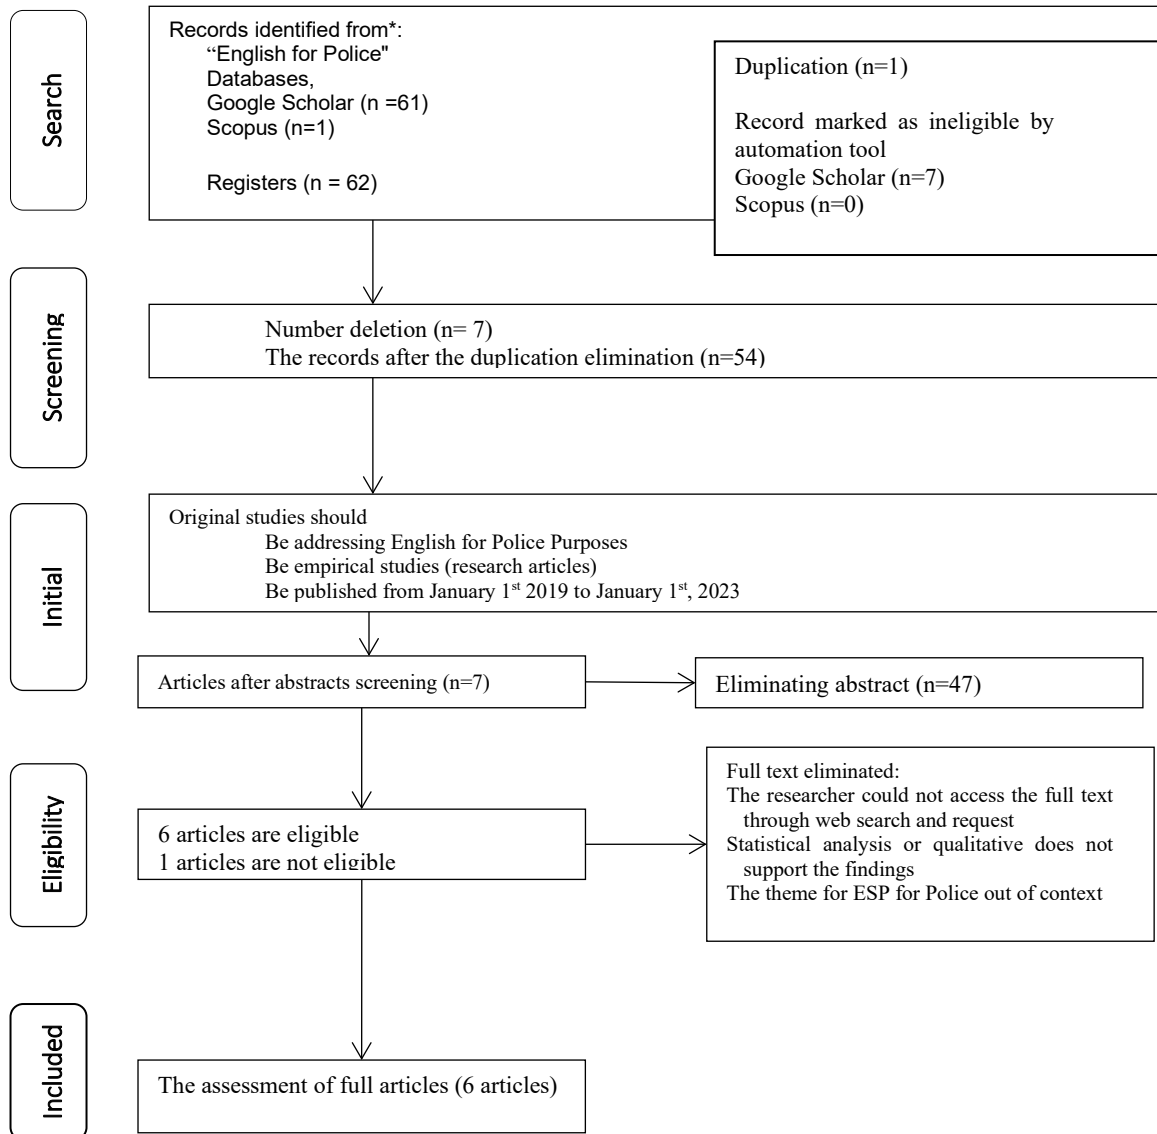 Search
Records identified from*:
“English for Police"
Databases,
Google Scholar (n =61)
Scopus (n=1)
Registers (n = 62)
Duplication (n=1)
Record marked as ineligible by
automation tool
Google Scholar (n=7)
Scopus (n=0)
Screening
Number deletion (n= 7)
The records after the duplication elimination (n=54)
Initial
Original studies should
Be addressing English for Police Purposes
Be empirical studies (research articles)
Be published from January 1st 2019 to January 1st, 2023
Articles after abstracts screening (n=7)
Eliminating abstract (n=47)
Eligibility
6 articles are eligible
1 articles are not eligible
Full text eliminated:
The researcher could not access the full text
through web search and request
Statistical analysis or qualitative does not
support the findings
The theme for ESP for Police out of context
Included
The assessment of full articles (6 articles)